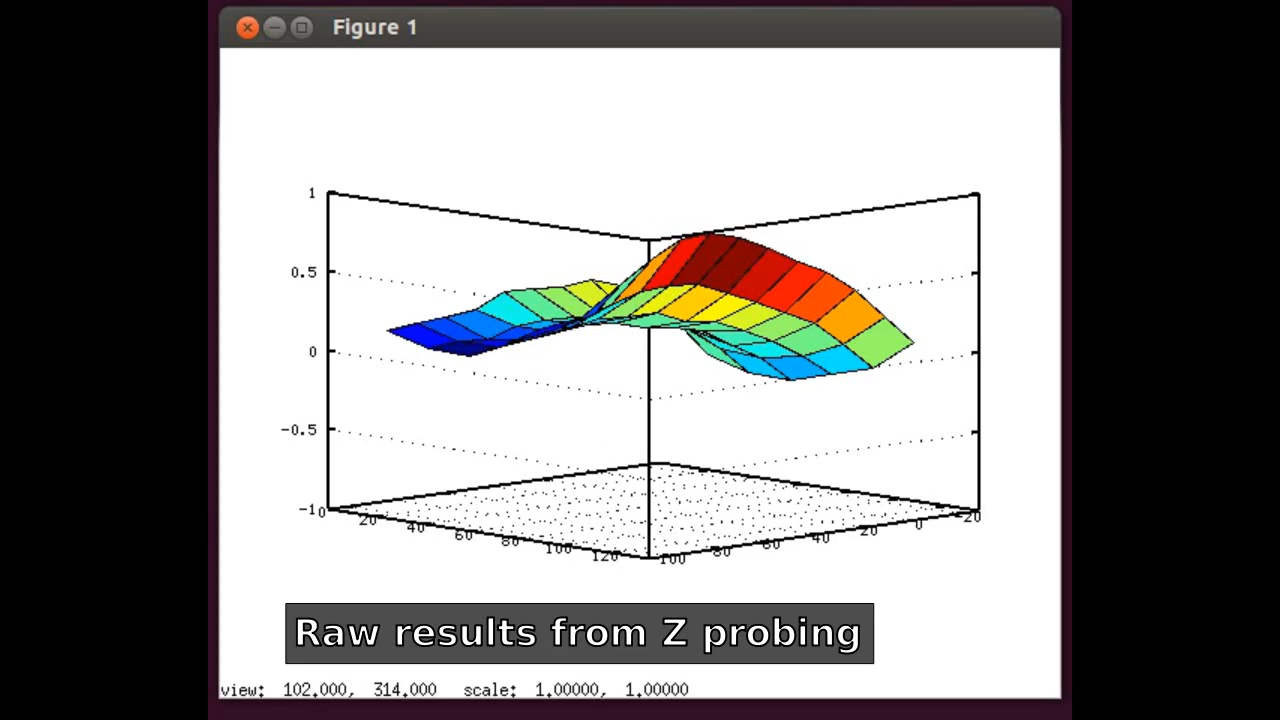 Figure 1
1
0.5
0
-0.5
-1
0 20 40 60 80 100 120
100 80 60 40 20 0 -20
Raw results from Z probing
view: 102.000, 314.000 scale: 1.00000, 1.00000